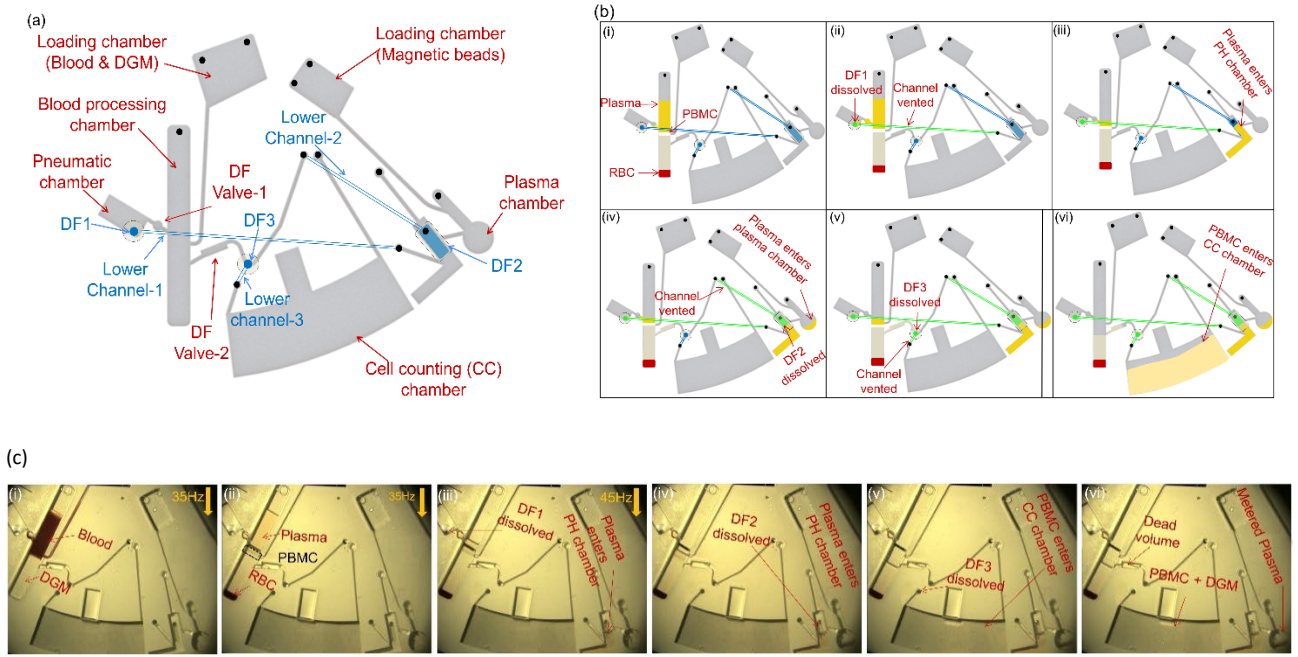 (a)
Loading chamber
(Blood & DGM)
Loading chamber
(Magnetic beads)
Blood processing
chamber
Lower
Channel-2
Pneumatic
chamber
DF
Valve-1
Plasma
chamber
DF1
DF3
DF2
Lower
Channel-1
Lower
channel-3
DF
Valve-2
Cell counting (CC)
chamber
(b)
(i)
Plasma
PBMC
RBC
(ii)
DF1
dissolved
Channel
vented
(iii)
Plasma enters
PH chamber
(iv)
Plasma enters
plasma chamber
Channel
vented
DF2
dissolved
(v)
DF3
dissolved
Channel
vented
(vi)
PBMC enters
CC chamber
(c)
(i)
35Hz
Blood
DGM
(ii)
35Hz
Plasma
PBMC
RBC
(iii)
45Hz
DF1
dissolved
Plasma enters
PH chamber
(iv)
DF2
dissolved
Plasma enters
PH chamber
(v)
DF3
dissolved
PBMC enters
CC chamber
(vi)
Dead
volume
PBMC + DGM
Metered Plasma